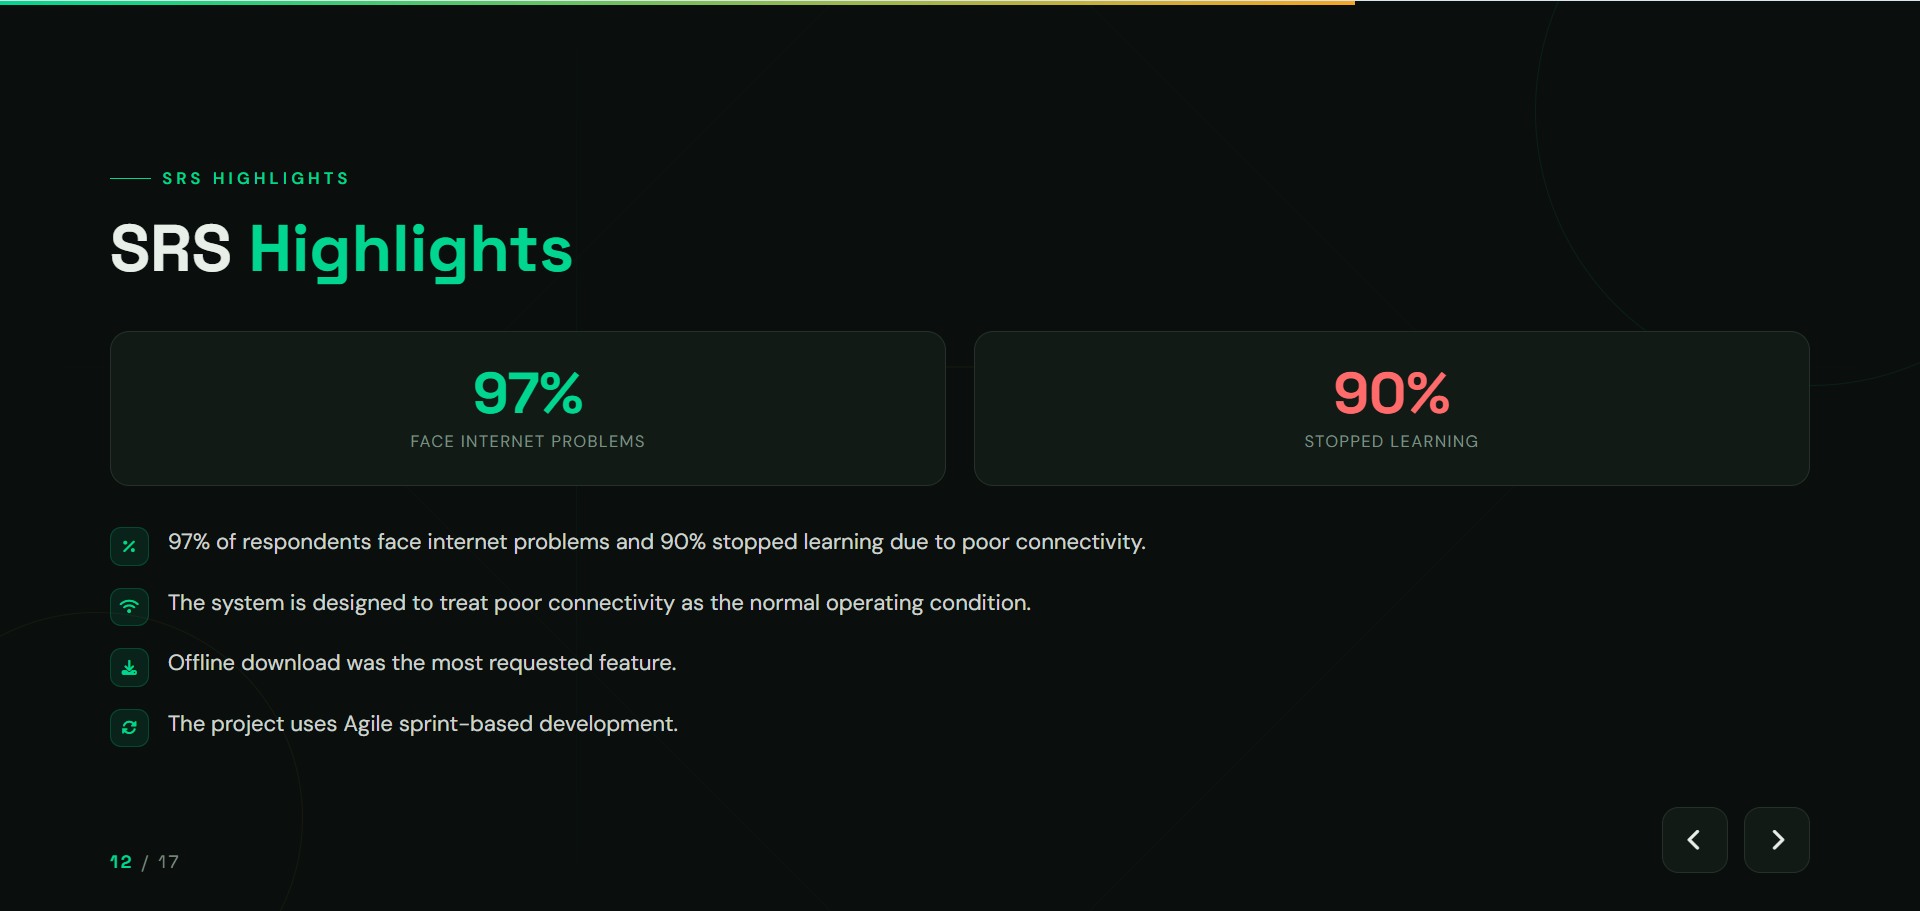 SRS HIGHLIGHTS
SRS Highlights
97%
FACE INTERNET PROBLEMS
90%
STOPPED LEARNING
97% of respondents face internet problems and 90% stopped learning due to poor connectivity.
The system is designed to treat poor connectivity as the normal operating condition.
Offline download was the most requested feature.
The project uses Agile sprint-based development.
12 / 17